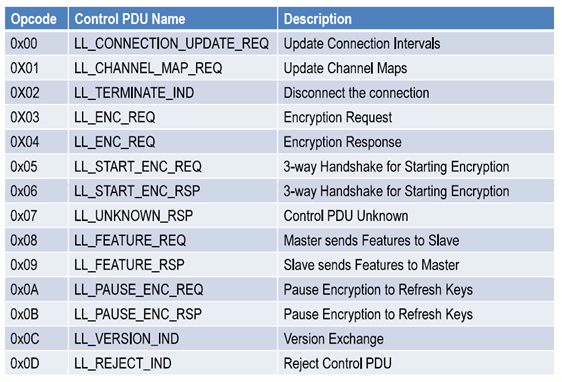 Opcode Control PDU Name Description
0x00 LL_CONNECTION_UPDATE_REQ Update Connection Intervals
0X01 LL_CHANNEL_MAP_REQ Update Channel Maps
0X02 LL_TERMINATE_IND Disconnect the connection
0X03 LL_ENC_REQ Encryption Request
0X04 LL_ENC_REQ Encryption Response
0x05 LL_START_ENC_REQ 3-way Handshake for Starting Encryption
0x06 LL_START_ENC_RSP 3-way Handshake for Starting Encryption
0x07 LL_UNKNOWN_RSP Control PDU Unknown
0x08 LL_FEATURE_REQ Master sends Features to Slave
0x09 LL_FEATURE_RSP Slave sends Features to Master
0x0A LL_PAUSE_ENC_REQ Pause Encryption to Refresh Keys
0x0B LL_PAUSE_ENC_RSP Pause Encryption to Refresh Keys
0x0C LL_VERSION_IND Version Exchange
0x0D LL_REJECT_IND Reject Control PDU